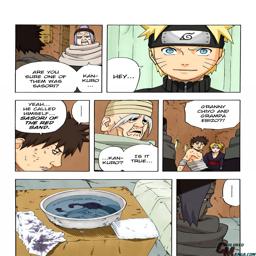 HEY...
KAN-
KURO...
ARE YOU
SURE ONE OF
THEM WAS
SASORI?
GRANNY
CHIYO AND
GRAMPA
EBIZO?!
IS IT
TRUE...
...KAN-
KURO?
YEAH...
HE CALLED
HIMSELF...
SASORI OF
THE RED
SAND.